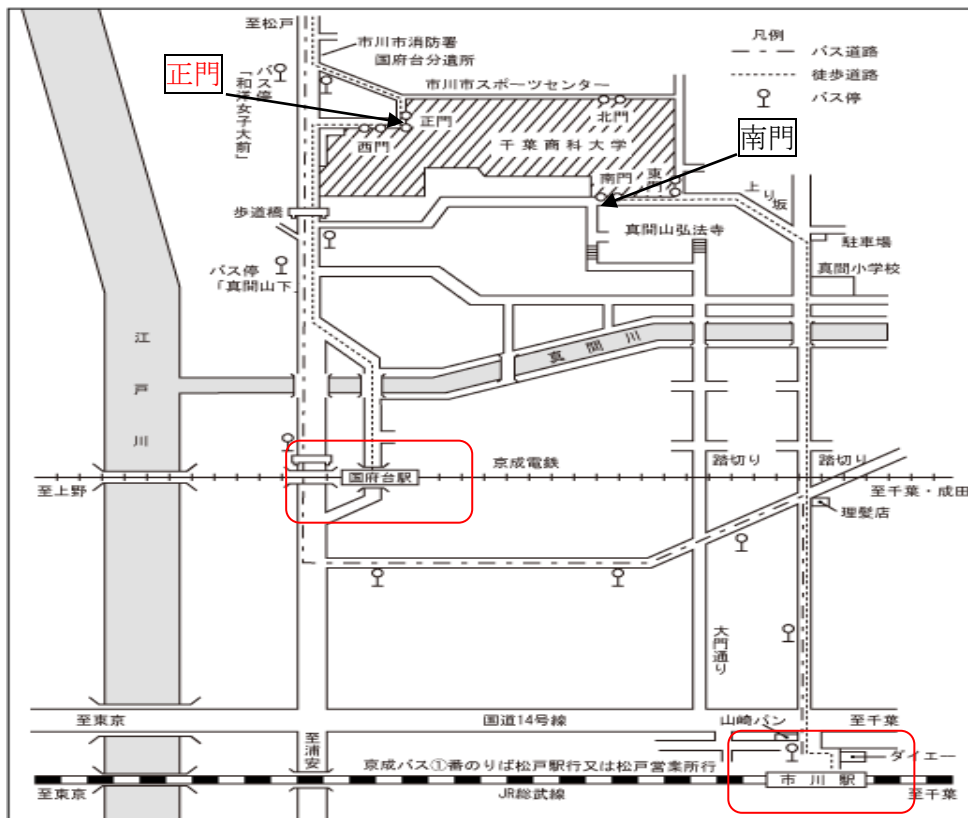 至松戸
市川市消防署
国府台分遣所
凡例
バス道路
徒歩道路
バス停
正門
バス停
「和洋女子大前」
市川市スポーツセンター
正門
北門
西門
千葉商科大学
南門
南門
東門
上り坂
歩道橋
真間山弘法寺
駐車場
バス停
「真間山下」
真間小学校
江戸川
真間川
京成電鉄
踏切り
踏切り
至上野
国府台駅
至千葉・成田
理髪店
大門通り
至東京
国道14号線
山崎パン
至千葉
至浦安
京成バス①番のりば松戸駅行又は松戸営業所行
ダイエー
市川駅
至東京
JR総武線
至千葉